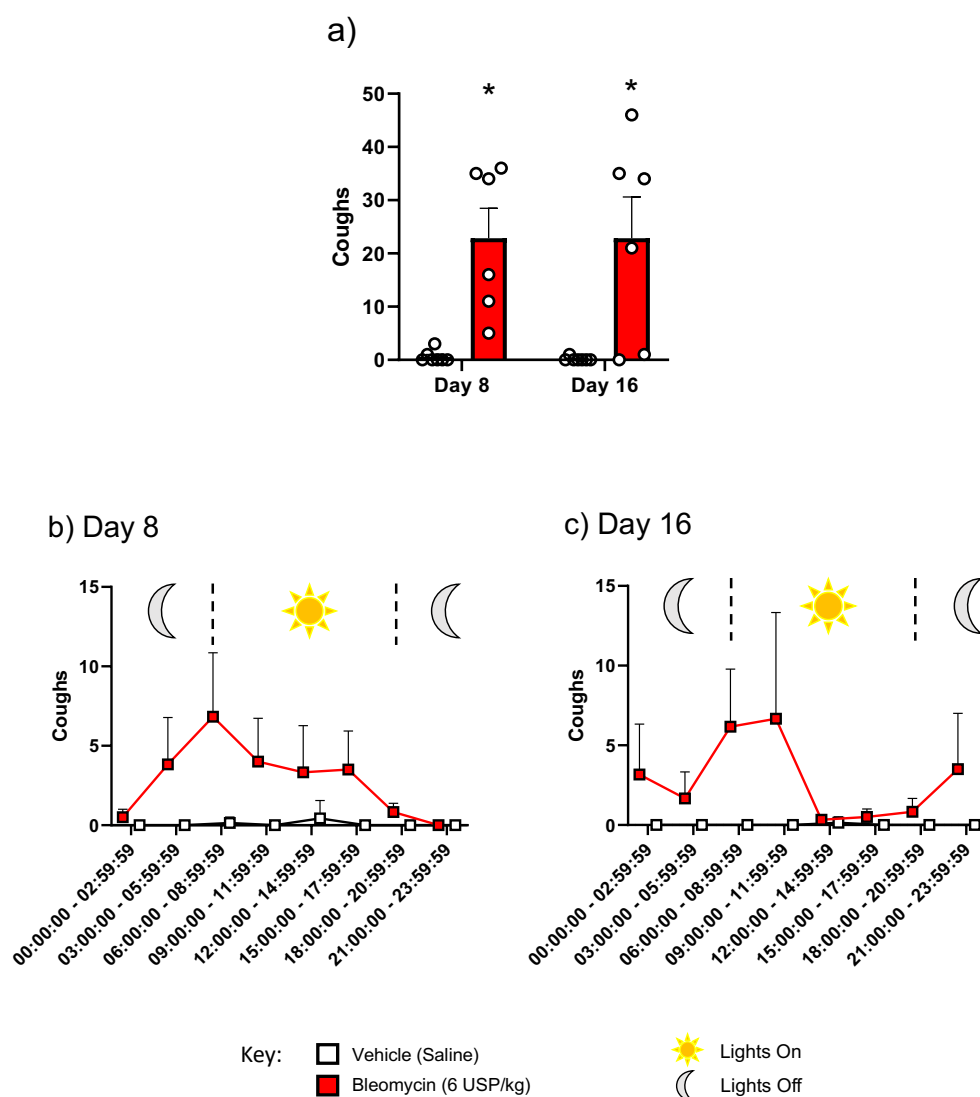 a)
50
40
30
20
10
0
Coughs
* *
Day 8 Day 16
b) Day 8
15
10
5
0
Coughs
00:00:00 - 02:59:59
03:00:00 - 05:59:59
06:00:00 - 08:59:59
09:00:00 - 11:59:59
12:00:00 - 14:59:59
15:00:00 - 17:59:59
18:00:00 - 20:59:59
21:00:00 - 23:59:59
c) Day 16
15
10
5
0
Coughs
00:00:00 - 02:59:59
03:00:00 - 05:59:59
06:00:00 - 08:59:59
09:00:00 - 11:59:59
12:00:00 - 14:59:59
15:00:00 - 17:59:59
18:00:00 - 20:59:59
21:00:00 - 23:59:59
Key:
Vehicle (Saline)
Bleomycin (6 USP/kg)
Lights On
Lights Off